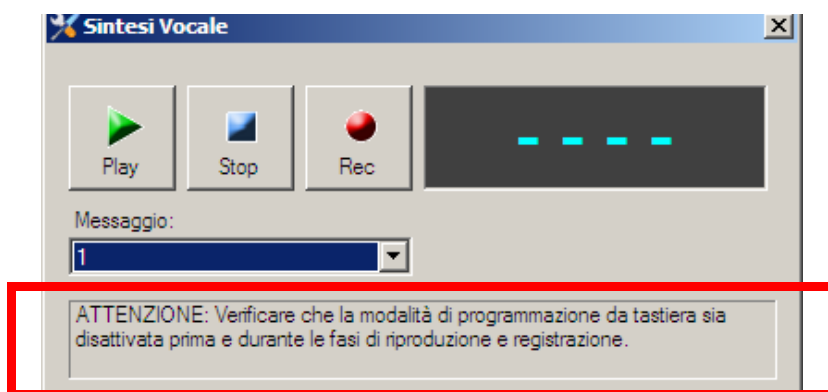 Sintesi Vocale
Play
Stop
Rec
- - - -
Messaggio:
1
ATTENZIONE: Verificare che la modalità di programmazione da tastiera sia
disattivata prima e durante le fasi di riproduzione e registrazione.